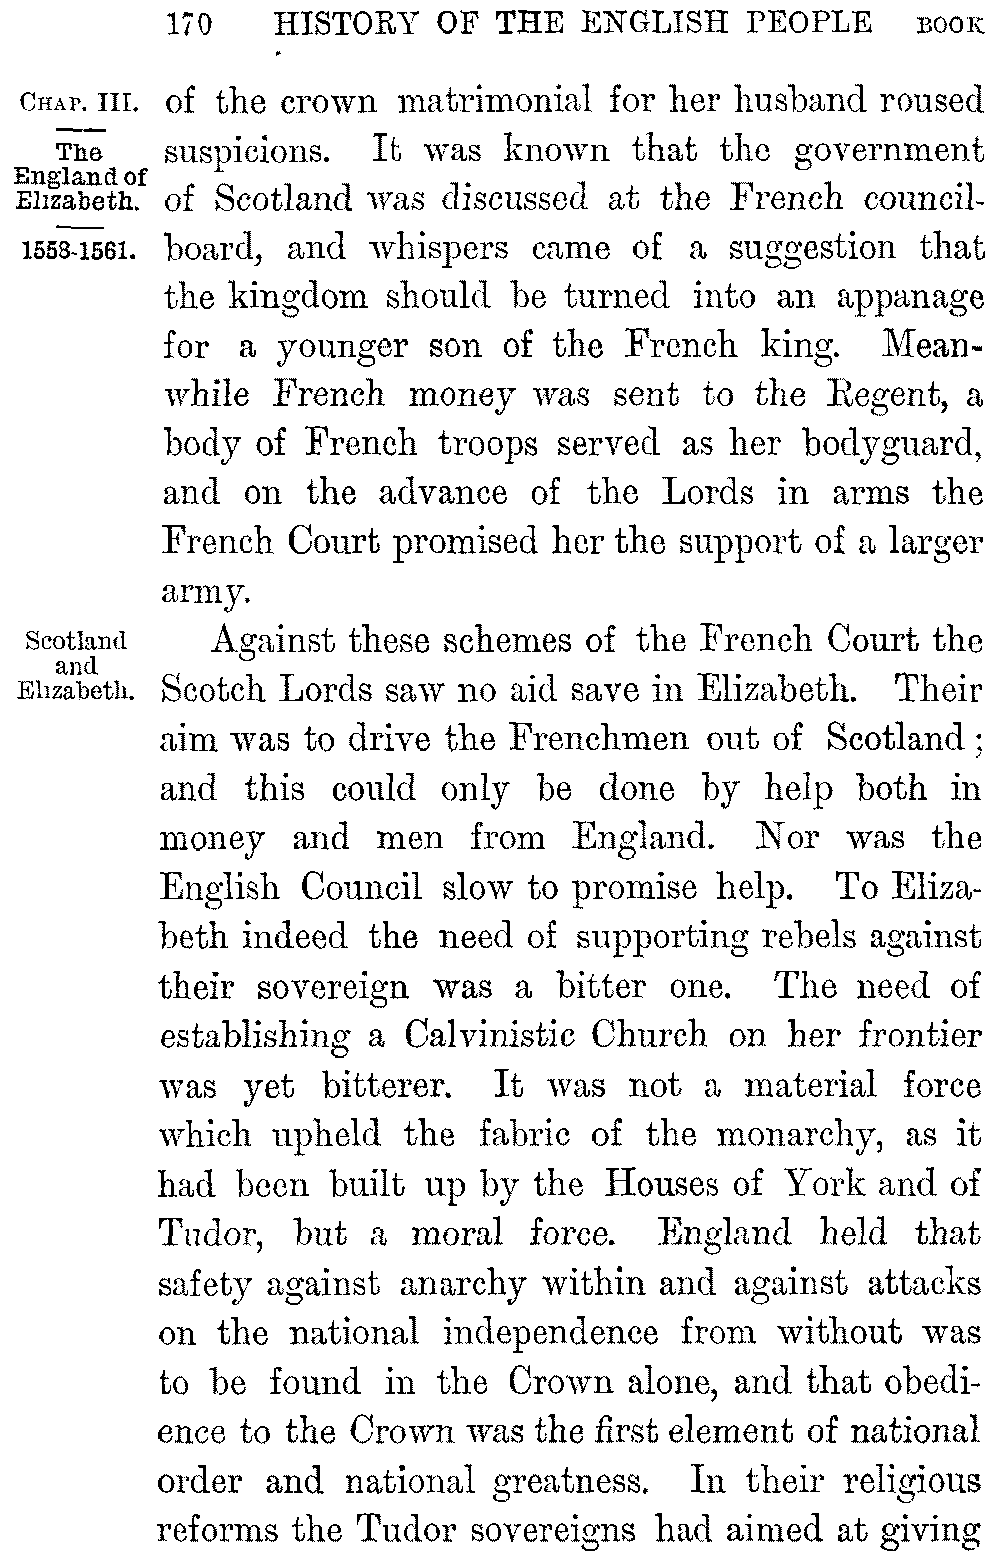 170 HISTORY OF THE ENGLISH PEOPLE BOOK
CHAP. III.
The
England of
Elizabeth.
1558-1561.
of the crown matrimonial for her husband roused
suspicions. It was known that the government
of Scotland was discussed at the French council-
board, and whispers came of a suggestion that
the kingdom should be turned into an appanage
for a younger son of the French king. Mean-
while French money was sent to the Regent, a
body of French troops served as her bodyguard,
and on the advance of the Lords in arms the
French Court promised her the support of a larger
army.
Scotland
and
Elizabeth.
Against these schemes of the French Court the
Scotch Lords saw no aid save in Elizabeth. Their
aim was to drive the Frenchmen out of Scotland;
and this could only be done by help both in
money and men from England. Nor was the
English Council slow to promise help. To Eliza-
beth indeed the need of supporting rebels against
their sovereign was a bitter one. The need of
establishing a Calvinistic Church on her frontier
was yet bitterer. It was not a material force
which upheld the fabric of the monarchy, as it
had been built up by the Houses of York and of
Tudor, but a moral force. England held that
safety against anarchy within and against attacks
on the national independence from without was
to be found in the Crown alone, and that obedi-
ence to the Crown was the first element of national
order and national greatness. In their religious
reforms the Tudor sovereigns had aimed at giving